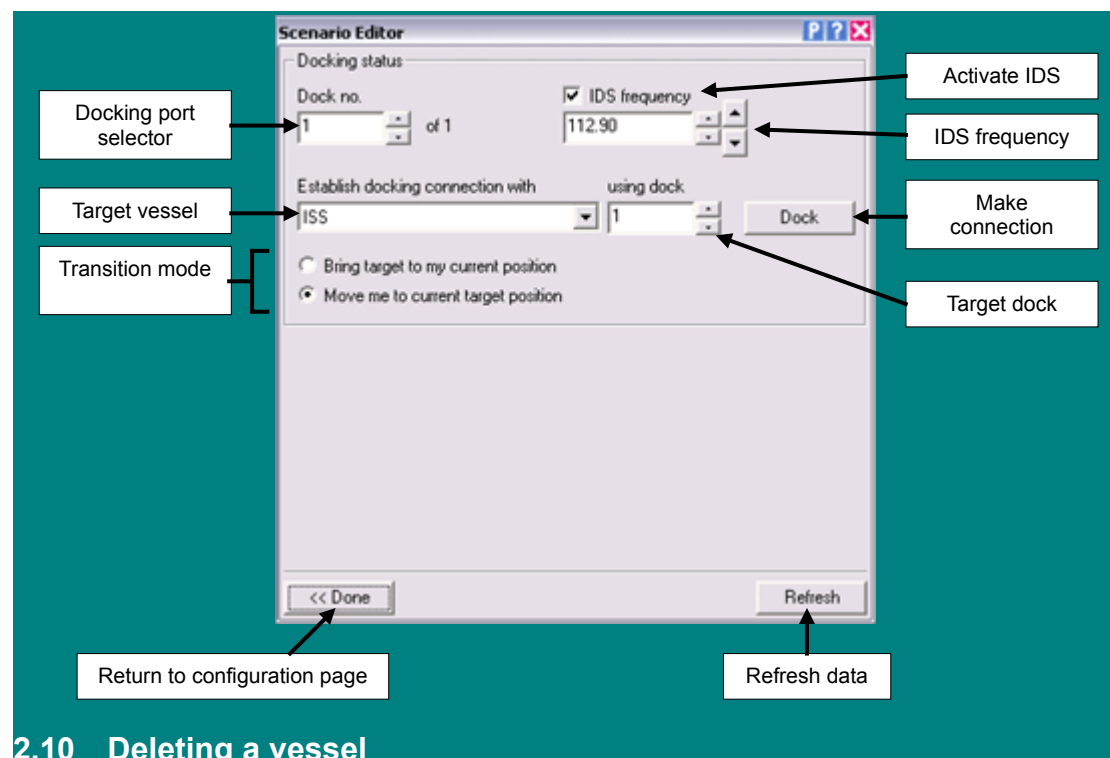 Scenario Editor
Docking status
Activate IDS
Dock no.
IDS frequency
Docking port
selector
1
of 1
112.90
IDS frequency
Establish docking connection with
using dock
Target vessel
ISS
1
Dock
Make
connection
Transition mode
Bring target to my current position
Move me to current target position
Target dock
<< Done
Refresh
Return to configuration page
Refresh data
2.10 Deleting a vessel